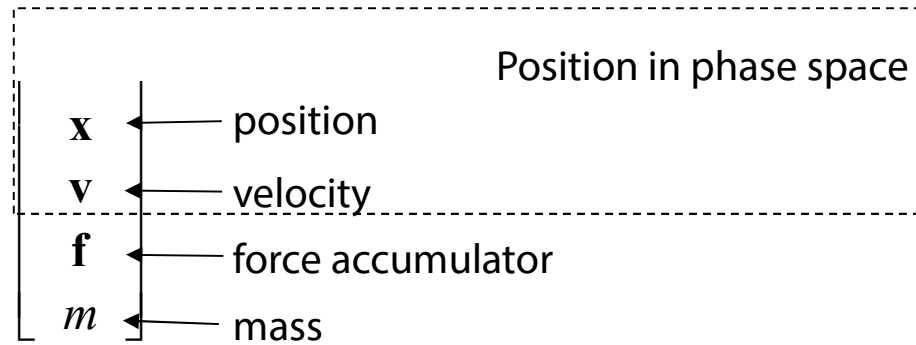 Position in phase space
x position
v velocity
f force accumulator
m mass